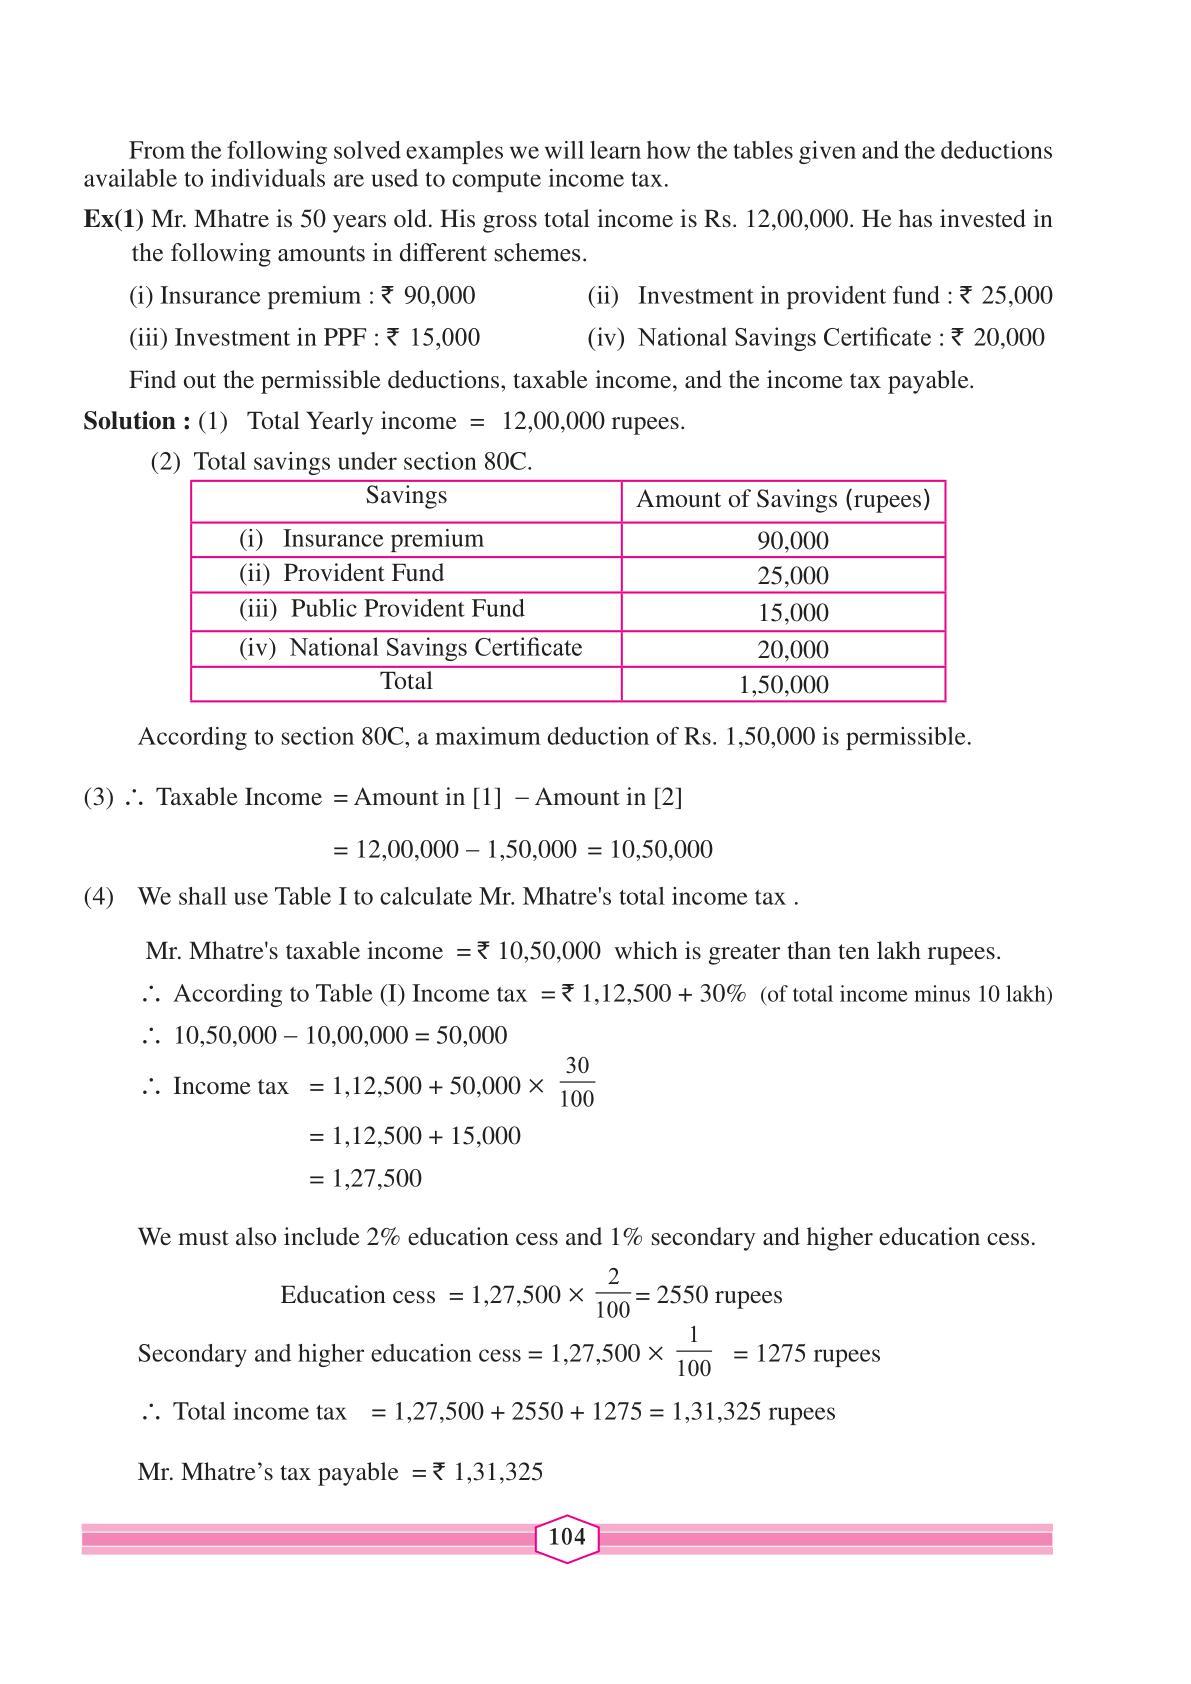 From the following solved examples we will learn how the tables given and the deductions
available to individuals are used to compute income tax.
Ex(1) Mr. Mhatre is 50 years old. His gross total income is Rs. 12,00,000. He has invested in
the following amounts in different schemes.
(i) Insurance premium : ₹ 90,000 (ii) Investment in provident fund : ₹ 25,000
(iii) Investment in PPF : ₹ 15,000 (iv) National Savings Certificate : ₹ 20,000
Find out the permissible deductions, taxable income, and the income tax payable.
Solution : (1) Total Yearly income = 12,00,000 rupees.
(2) Total savings under section 80C.
Savings Amount of Savings (rupees)
(i) Insurance premium 90,000
(ii) Provident Fund 25,000
(iii) Public Provident Fund 15,000
(iv) National Savings Certificate 20,000
Total 1,50,000
According to section 80C, a maximum deduction of Rs. 1,50,000 is permissible.
(3) ∴ Taxable Income = Amount in [1] – Amount in [2]
= 12,00,000 – 1,50,000 = 10,50,000
(4) We shall use Table I to calculate Mr. Mhatre's total income tax .
Mr. Mhatre's taxable income = ₹ 10,50,000 which is greater than ten lakh rupees.
∴ According to Table (I) Income tax = ₹ 1,12,500 + 30% (of total income minus 10 lakh)
∴ 10,50,000 – 10,00,000 = 50,000
∴ Income tax = 1,12,500 + 50,000 × 30/100
= 1,12,500 + 15,000
= 1,27,500
We must also include 2% education cess and 1% secondary and higher education cess.
Education cess = 1,27,500 × 2/100 = 2550 rupees
Secondary and higher education cess = 1,27,500 × 1/100 = 1275 rupees
∴ Total income tax = 1,27,500 + 2550 + 1275 = 1,31,325 rupees
Mr. Mhatre’s tax payable = ₹ 1,31,325
104